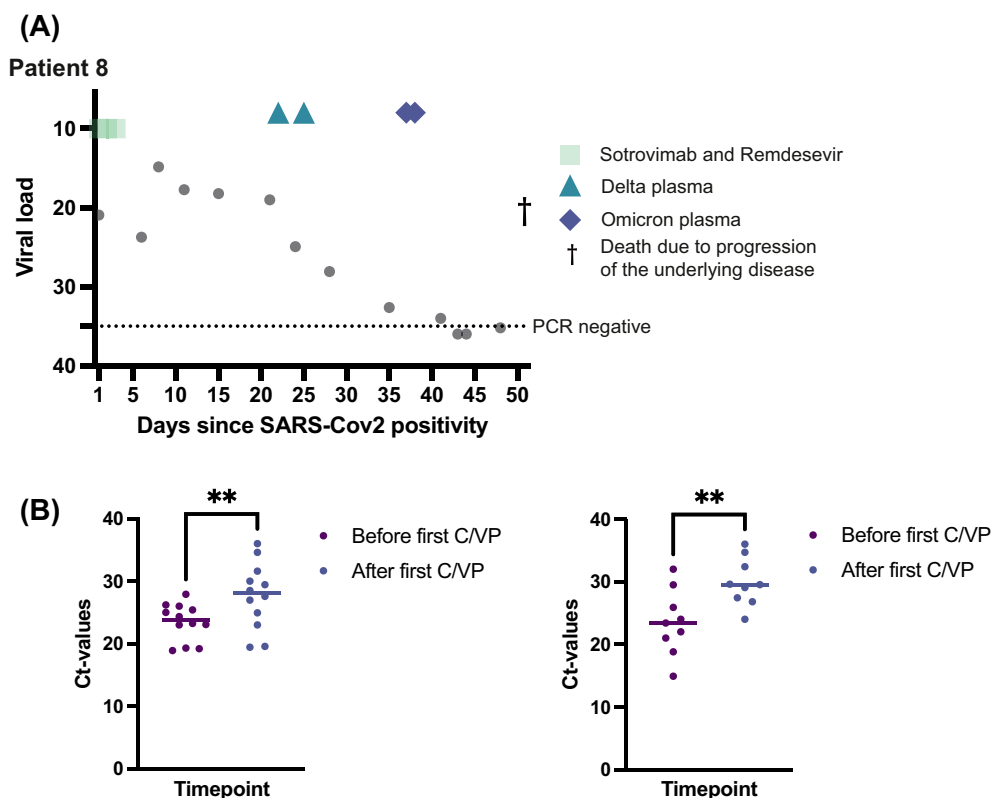 (A)
Patient 8
Viral load
10
20
30
40
1 5 10 15 20 25 30 35 40 45 50
Days since SARS-Cov2 positivity
PCR negative
Sotrovimab and Remdesevir
Delta plasma
Omicron plasma
† Death due to progression
of the underlying disease
†
(B)
**
Ct-values
40
30
20
10
0
Timepoint
Before first C/VP
After first C/VP
**
Ct-values
40
30
20
10
0
Timepoint
Before first C/VP
After first C/VP